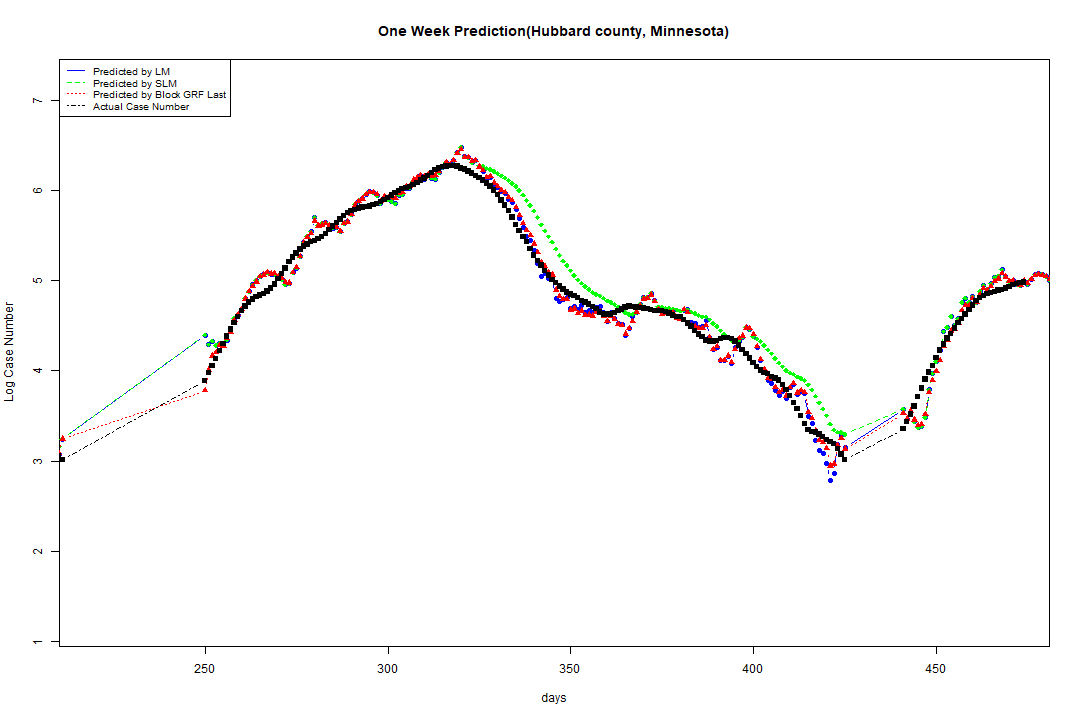 One Week Prediction(Hubbard county, Minnesota)
Predicted by LM
Predicted by SLM
Predicted by Block GRF Last
Actual Case Number
7
6
5
4
3
2
1
Log Case Number
250 300 350 400 450
days